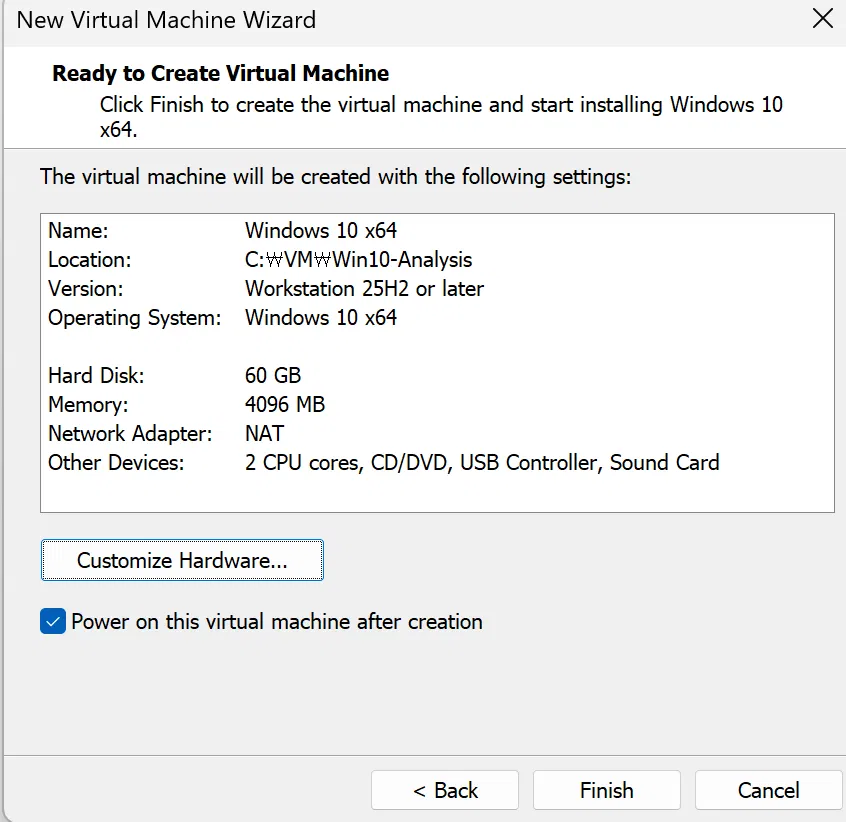 New Virtual Machine Wizard
Ready to Create Virtual Machine
Click Finish to create the virtual machine and start installing Windows 10
x64.
The virtual machine will be created with the following settings:
Name: Windows 10 x64
Location: C:₩VM₩Win10-Analysis
Version: Workstation 25H2 or later
Operating System: Windows 10 x64
Hard Disk: 60 GB
Memory: 4096 MB
Network Adapter: NAT
Other Devices: 2 CPU cores, CD/DVD, USB Controller, Sound Card
Customize Hardware...
Power on this virtual machine after creation
< Back Finish Cancel